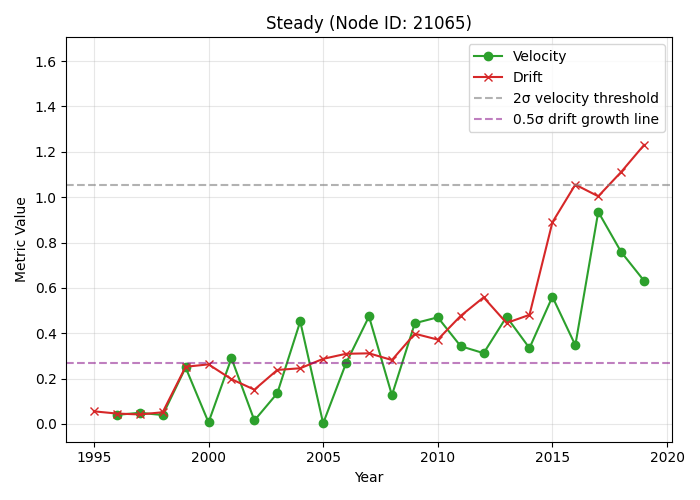 Steady (Node ID: 21065)
Velocity
Drift
2σ velocity threshold
0.5σ drift growth line
Metric Value
1.6
1.4
1.2
1.0
0.8
0.6
0.4
0.2
0.0
1995
2000
2005
2010
2015
2020
Year